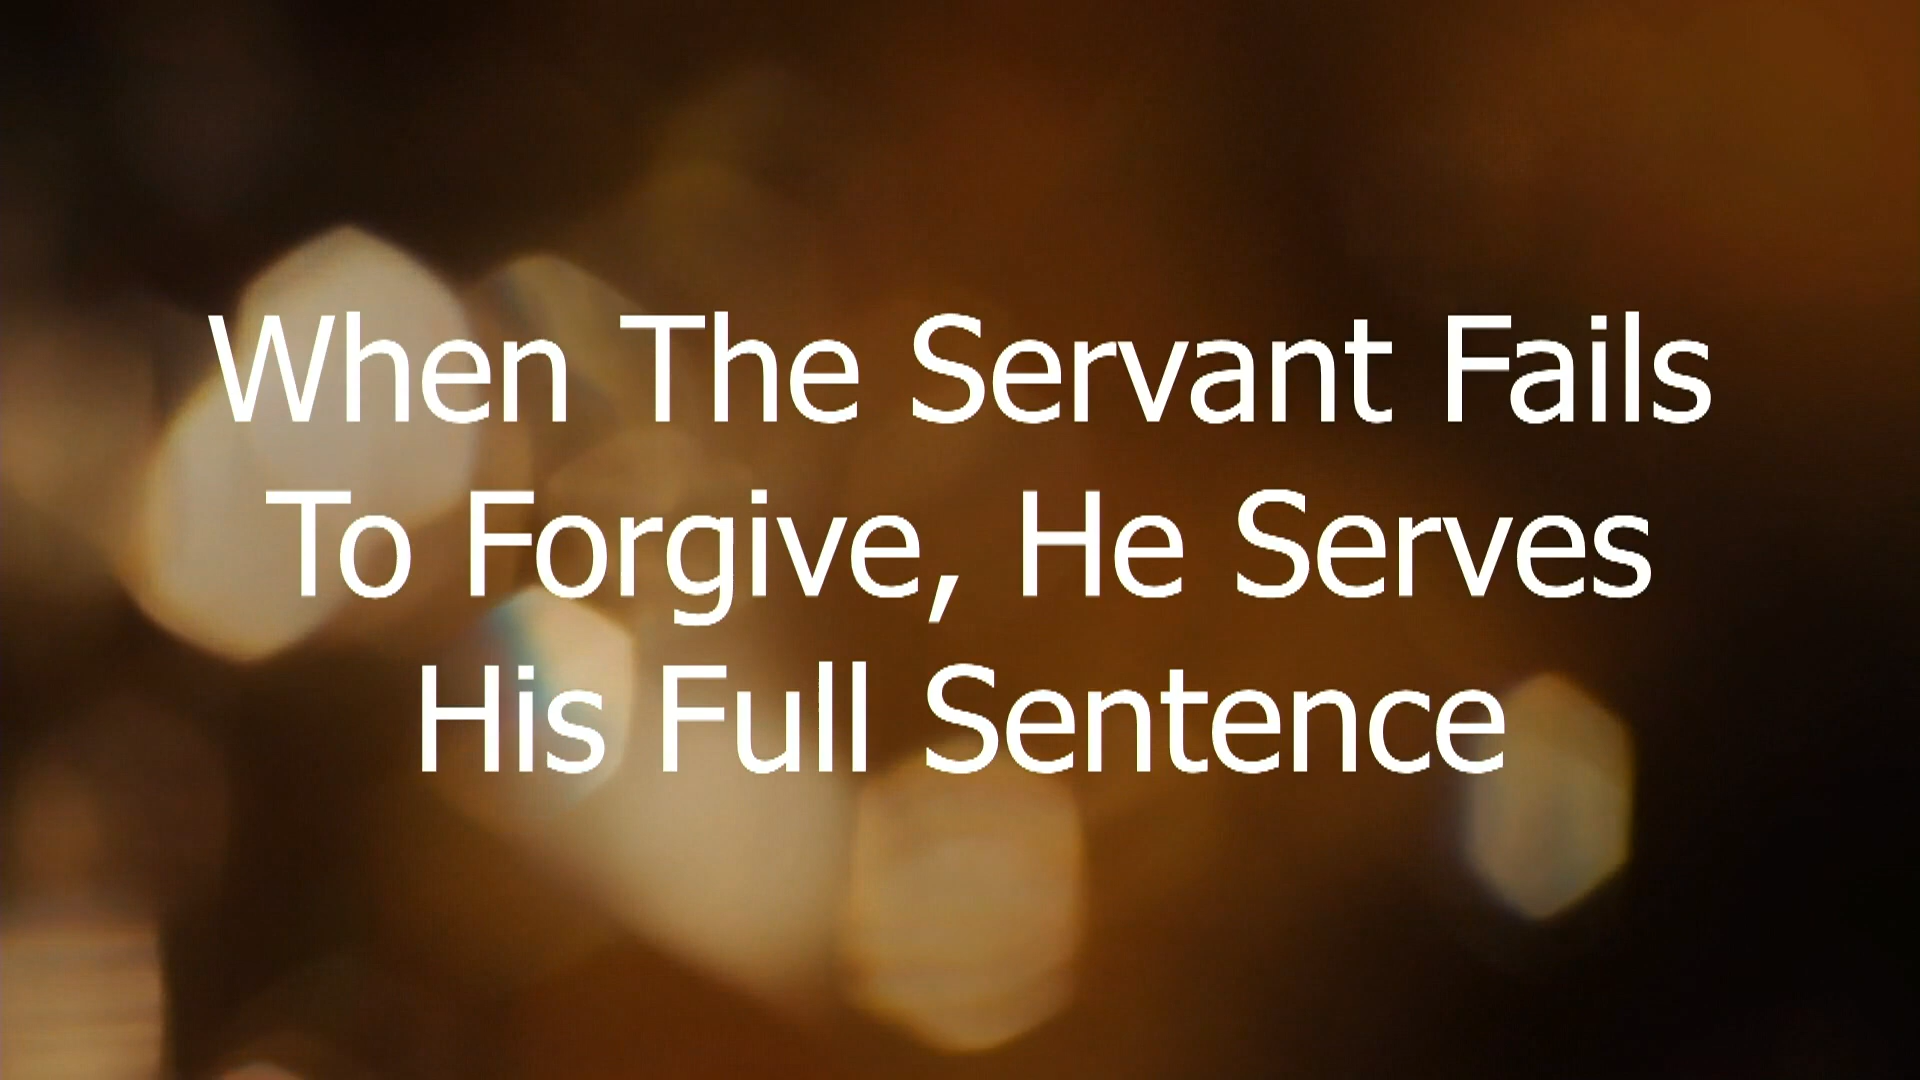 When The Servant Fails
To Forgive, He Serves
His Full Sentence